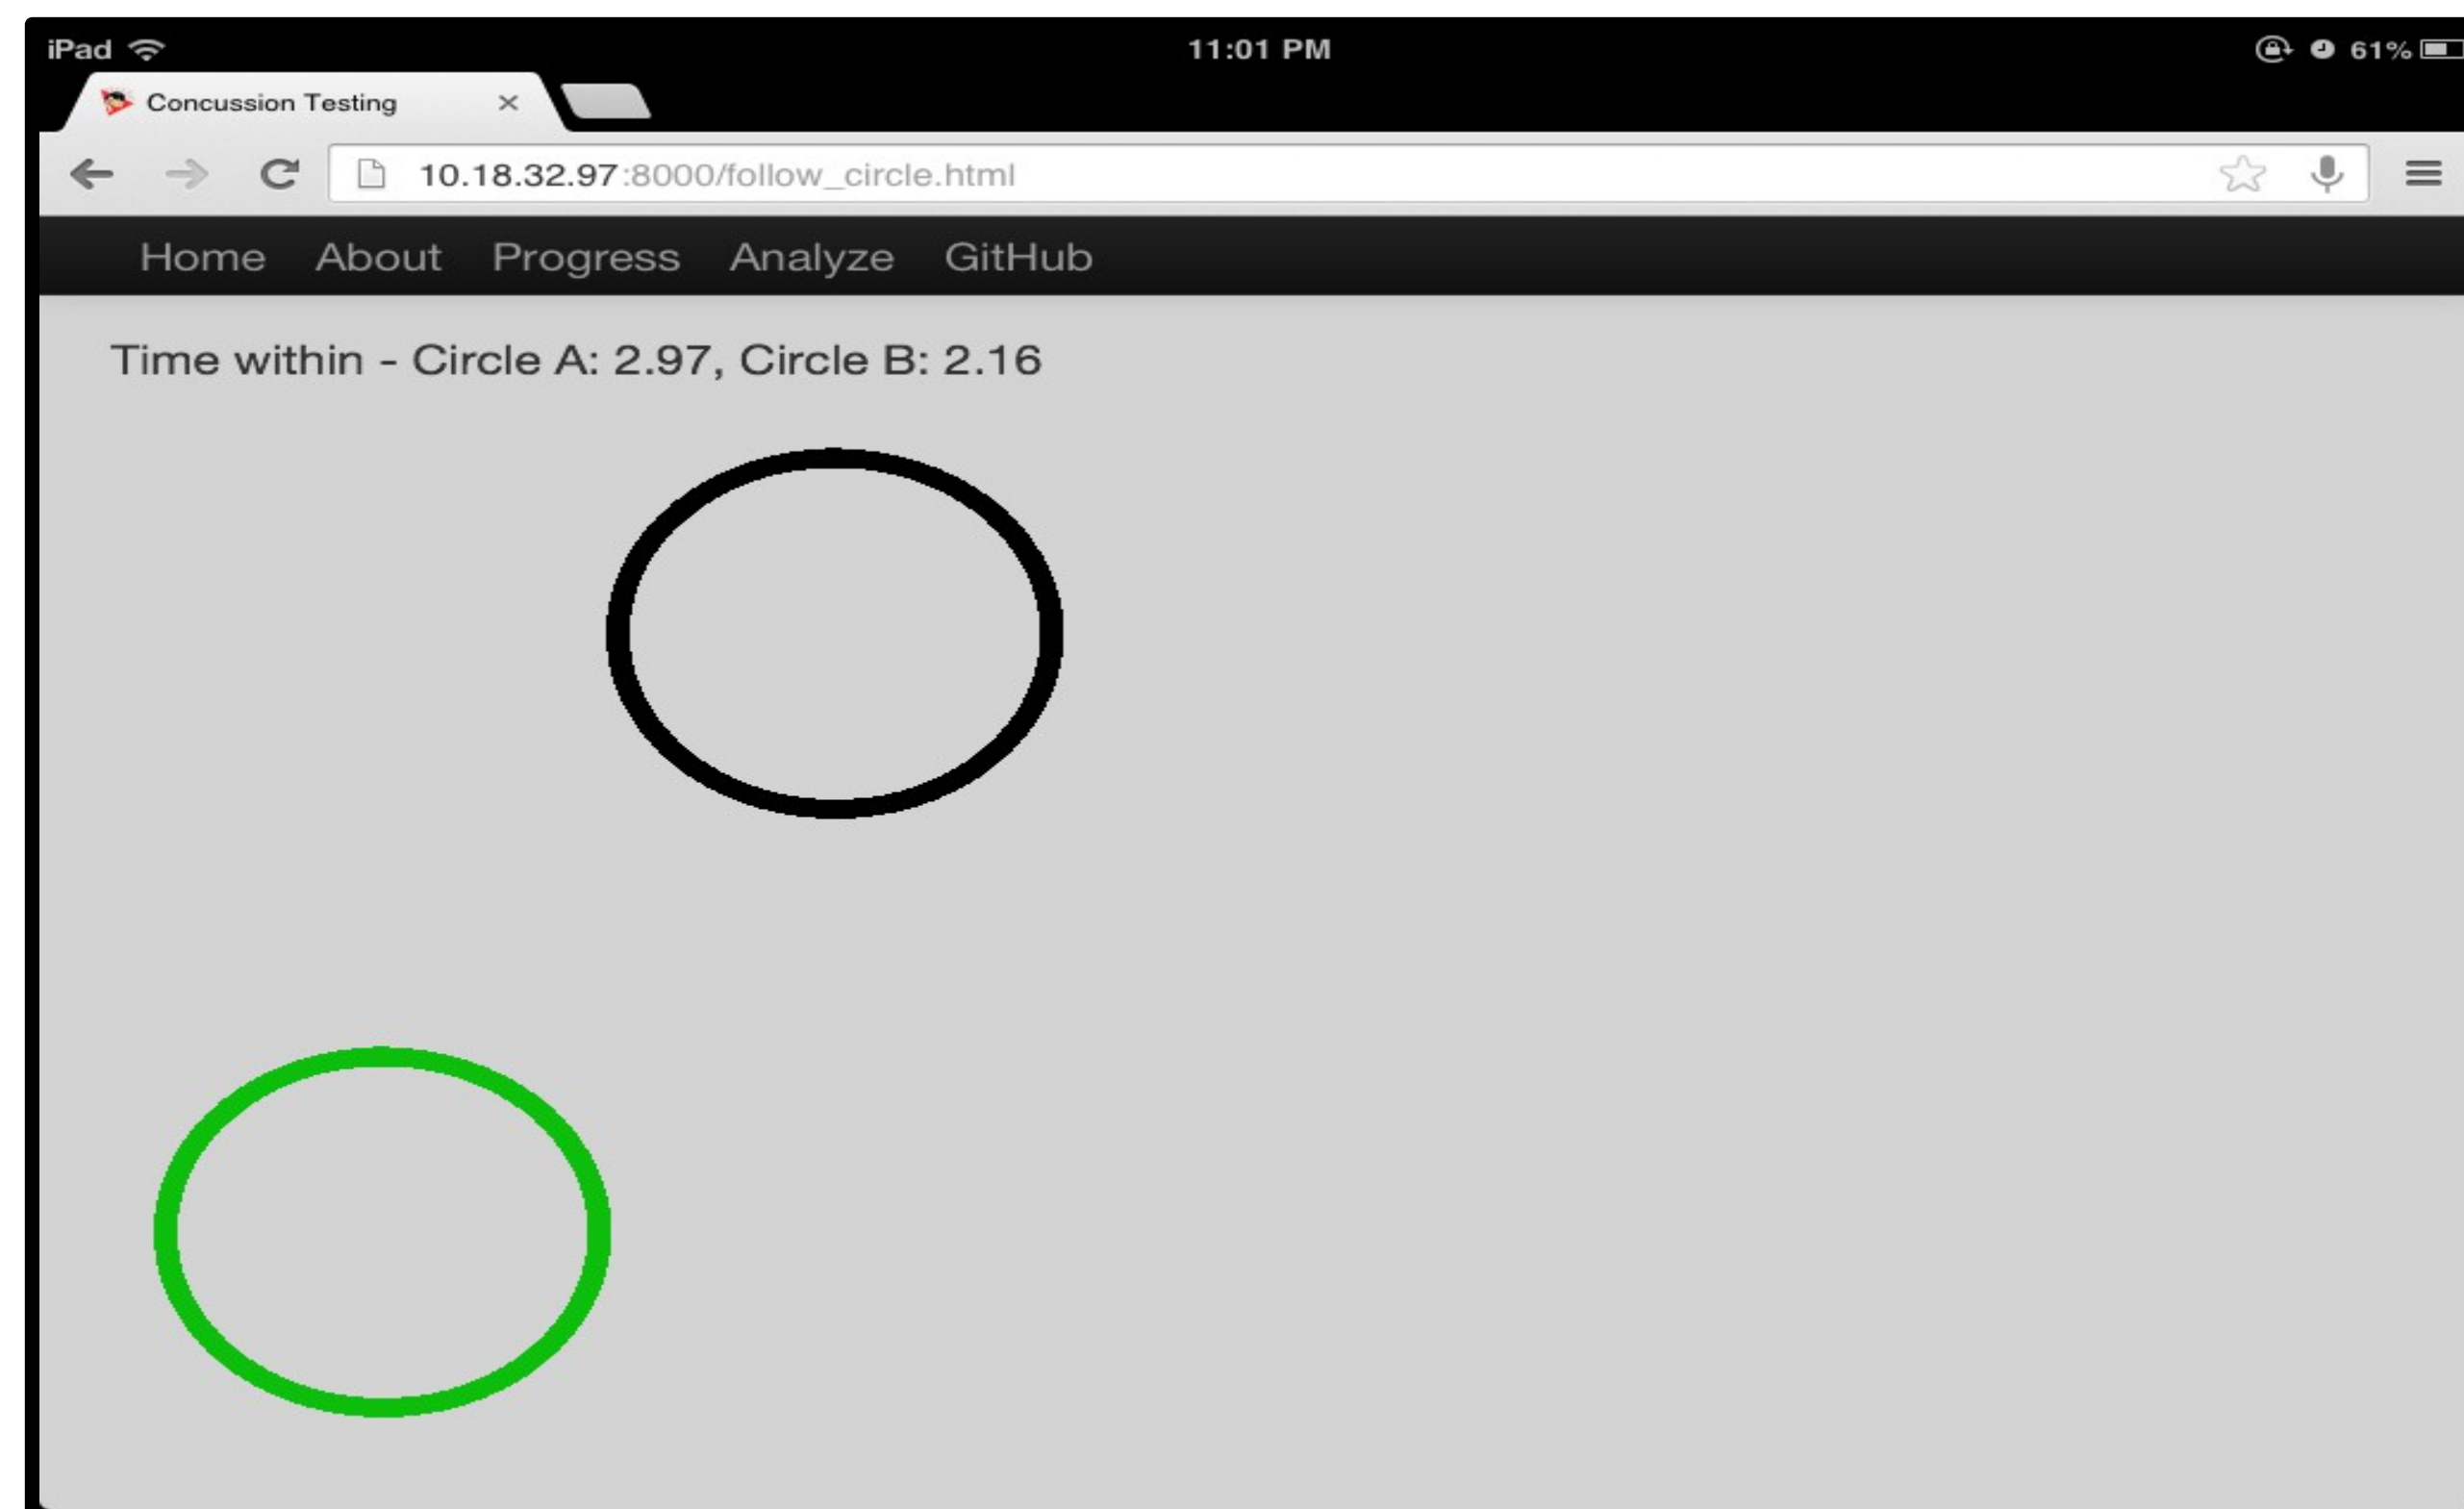 iPad 11:01 PM 61%
Concussion Testing
10.18.32.97:8000/follow_circle.html
Home About Progress Analyze GitHub
Time within - Circle A: 2.97, Circle B: 2.16